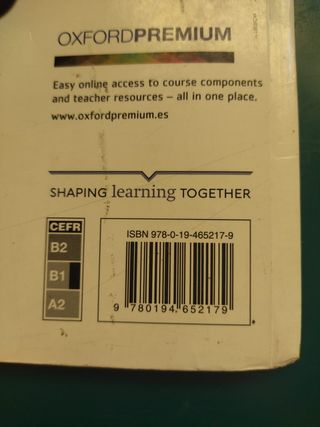 OXFORDPREMIUM
Easy online access to course components
and teacher resources – all in one place.
www.oxfordpremium.es
SHAPING learning TOGETHER
CEFR
B2
B1
A2
ISBN 978-0-19-465217-9
9 780194 652179